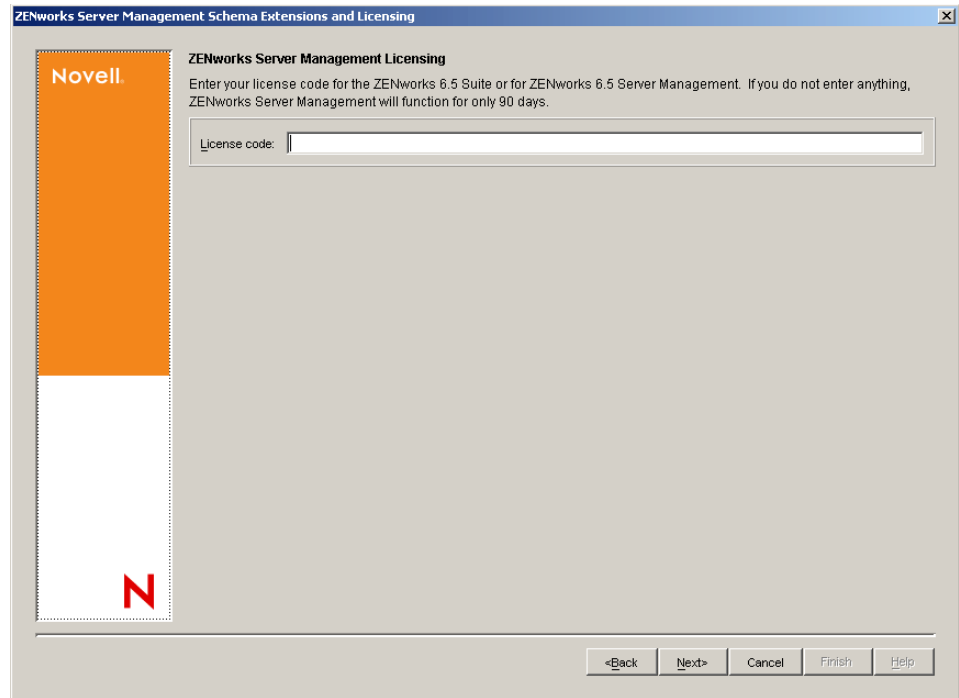 ZENworks Server Management Schema Extensions and Licensing
Novell.
ZENworks Server Management Licensing
Enter your license code for the ZENworks 6.5 Suite or for ZENworks 6.5 Server Management. If you do not enter anything,
ZENworks Server Management will function for only 90 days.
License code:
N
<Back Next> Cancel Finish Help